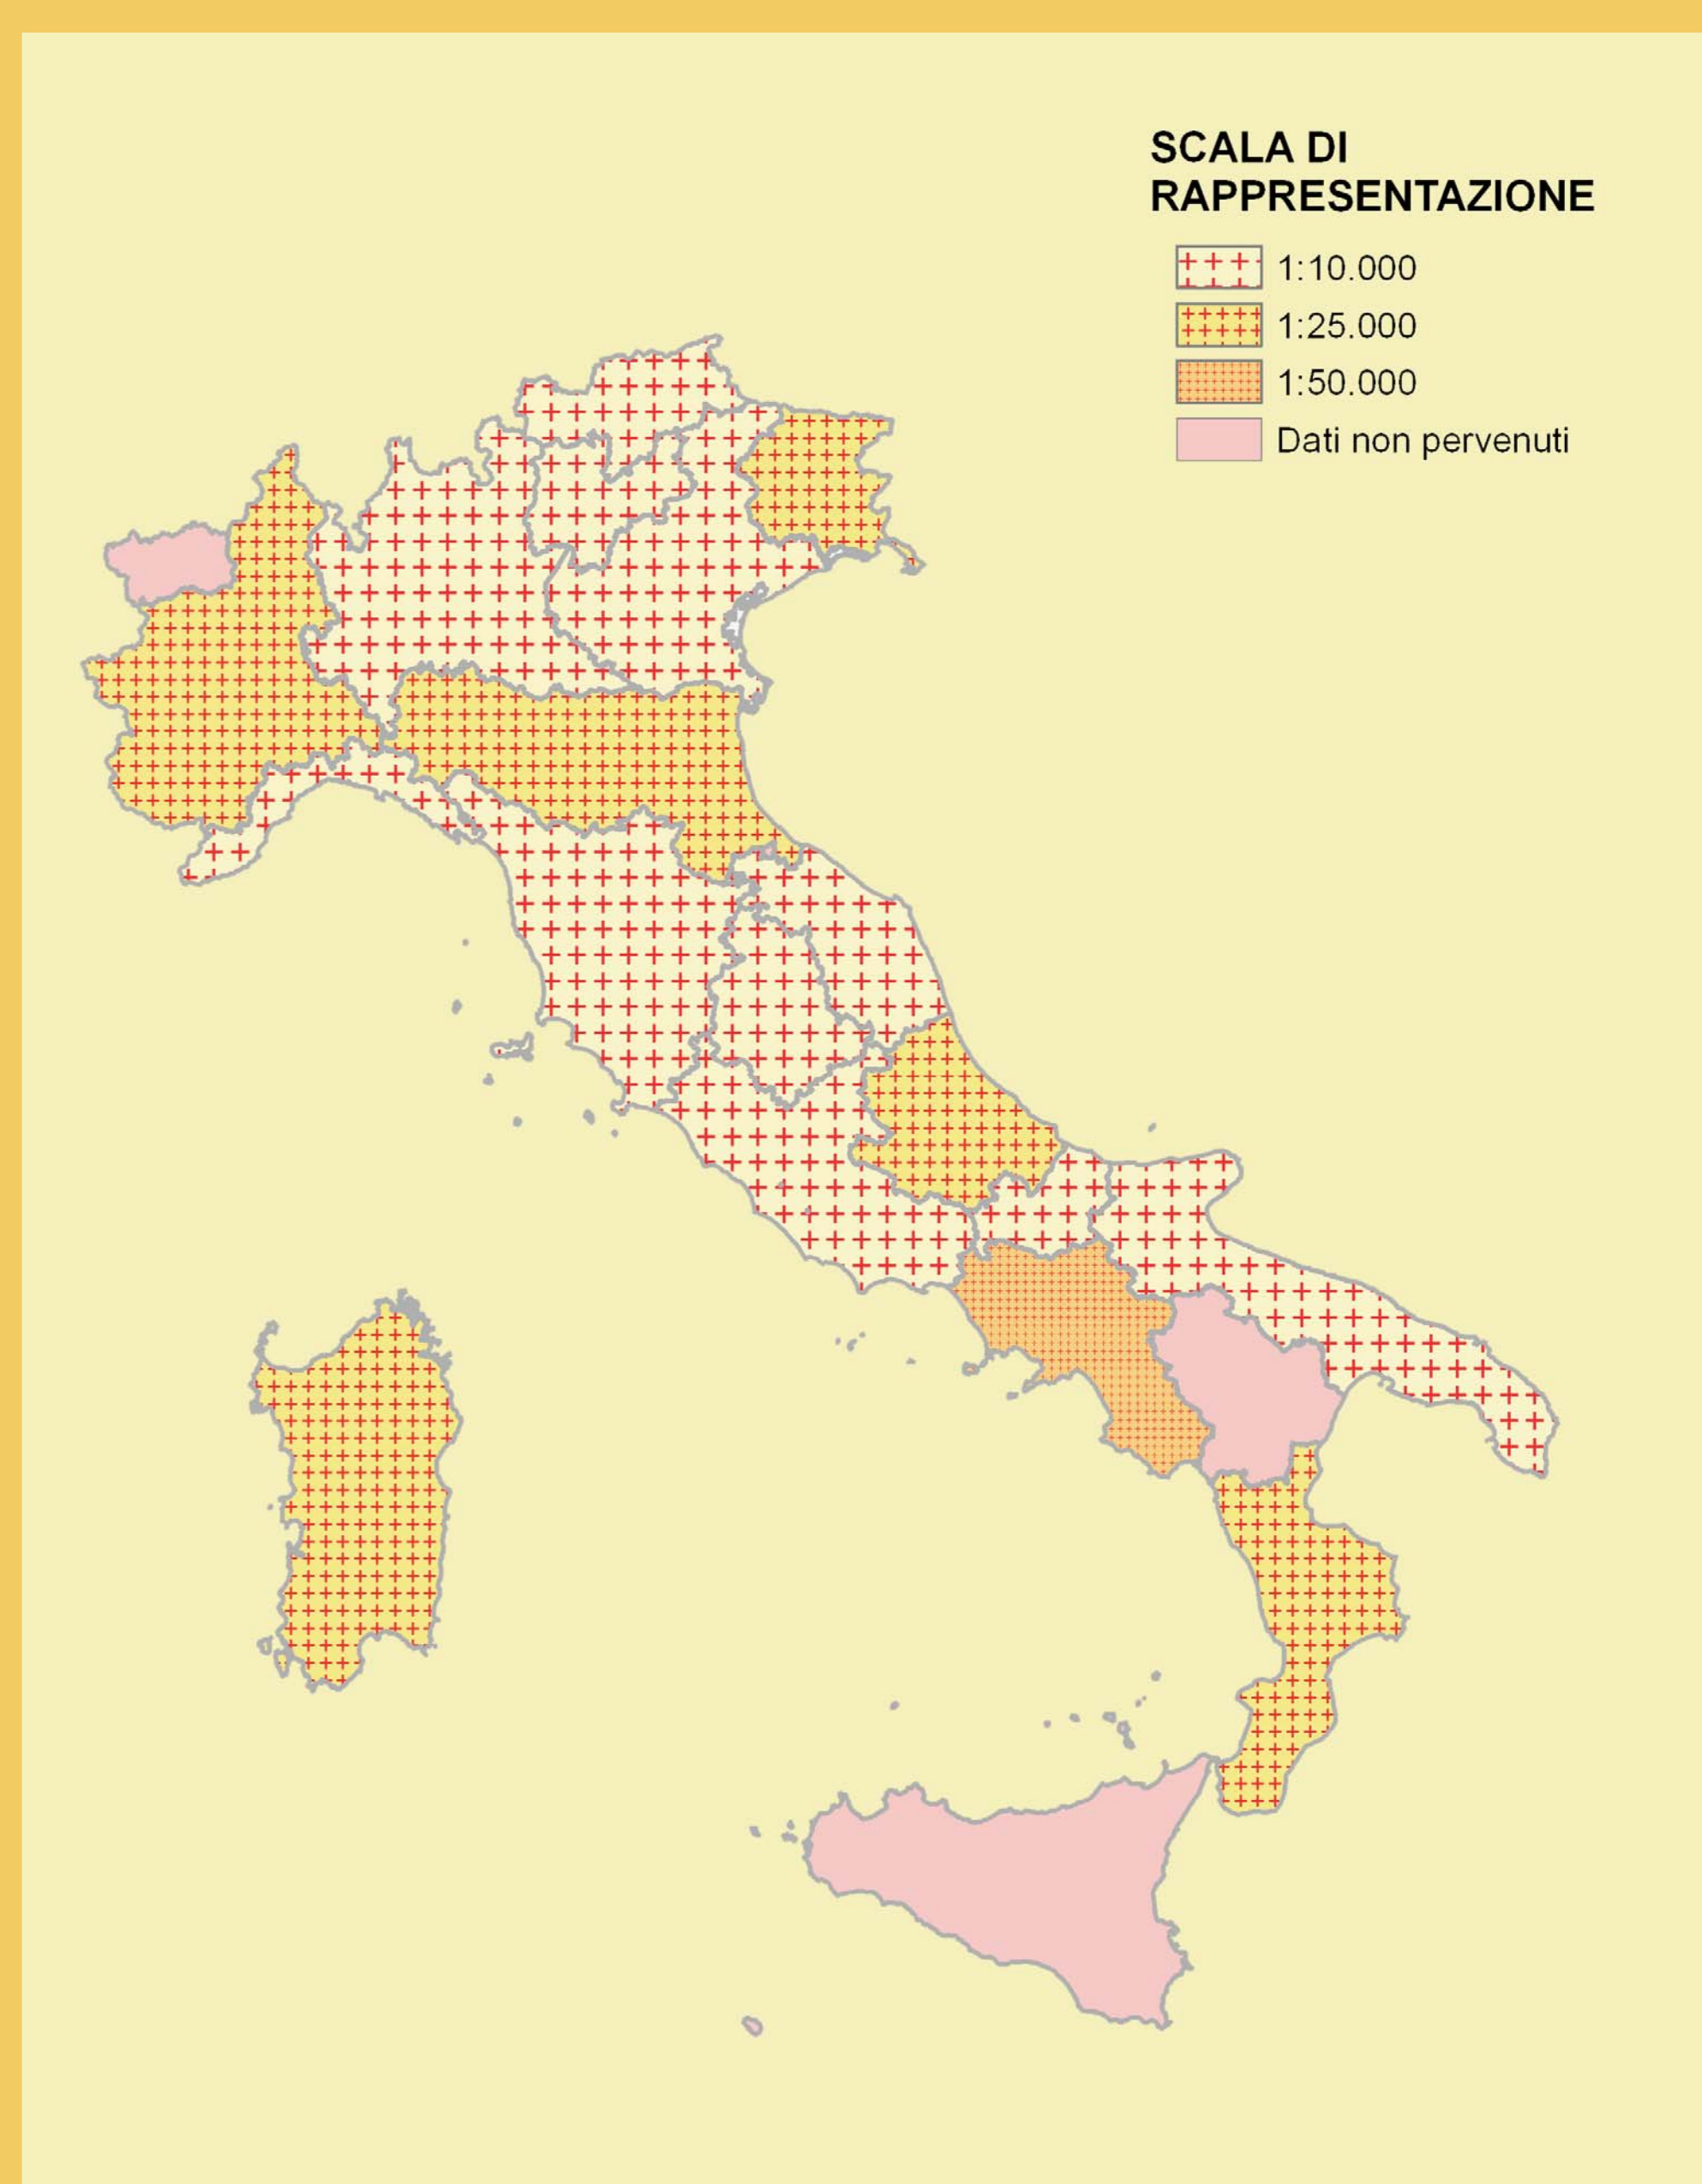 SCALA DI
RAPPRESENTAZIONE
1:10.000
1:25.000
1:50.000
Dati non pervenuti